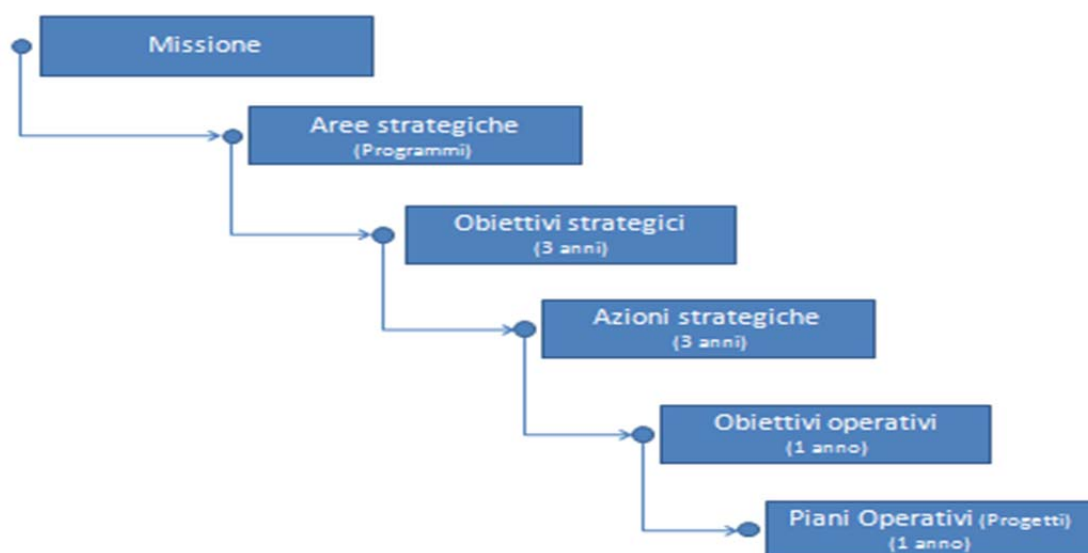 Missione
Aree strategiche
(Programmi)
Obiettivi strategici
(3 anni)
Azioni strategiche
(3 anni)
Obiettivi operativi
(1 anno)
Piani Operativi (Progetti)
(1 anno)